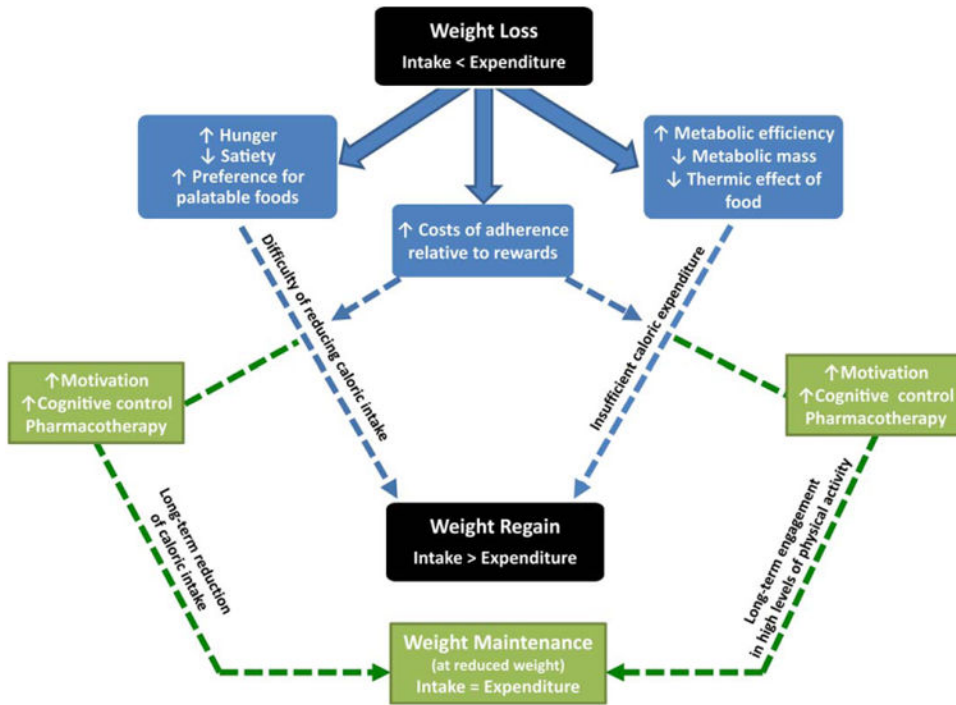 Weight Loss
Intake < Expenditure
↑ Hunger
↓ Satiety
↑ Preference for
palatable foods
↑ Metabolic efficiency
↓ Metabolic mass
↓ Thermic effect of
food
↑ Costs of adherence
relative to rewards
Difficulty of reducing caloric intake
Insufficient caloric expenditure
↑Motivation
↑Cognitive control
Pharmacotherapy
↑Motivation
↑Cognitive control
Pharmacotherapy
Weight Regain
Intake > Expenditure
Long-term reduction
of caloric intake
Long-term engagement
in high levels of physical activity
Weight Maintenance
(at reduced weight)
Intake = Expenditure